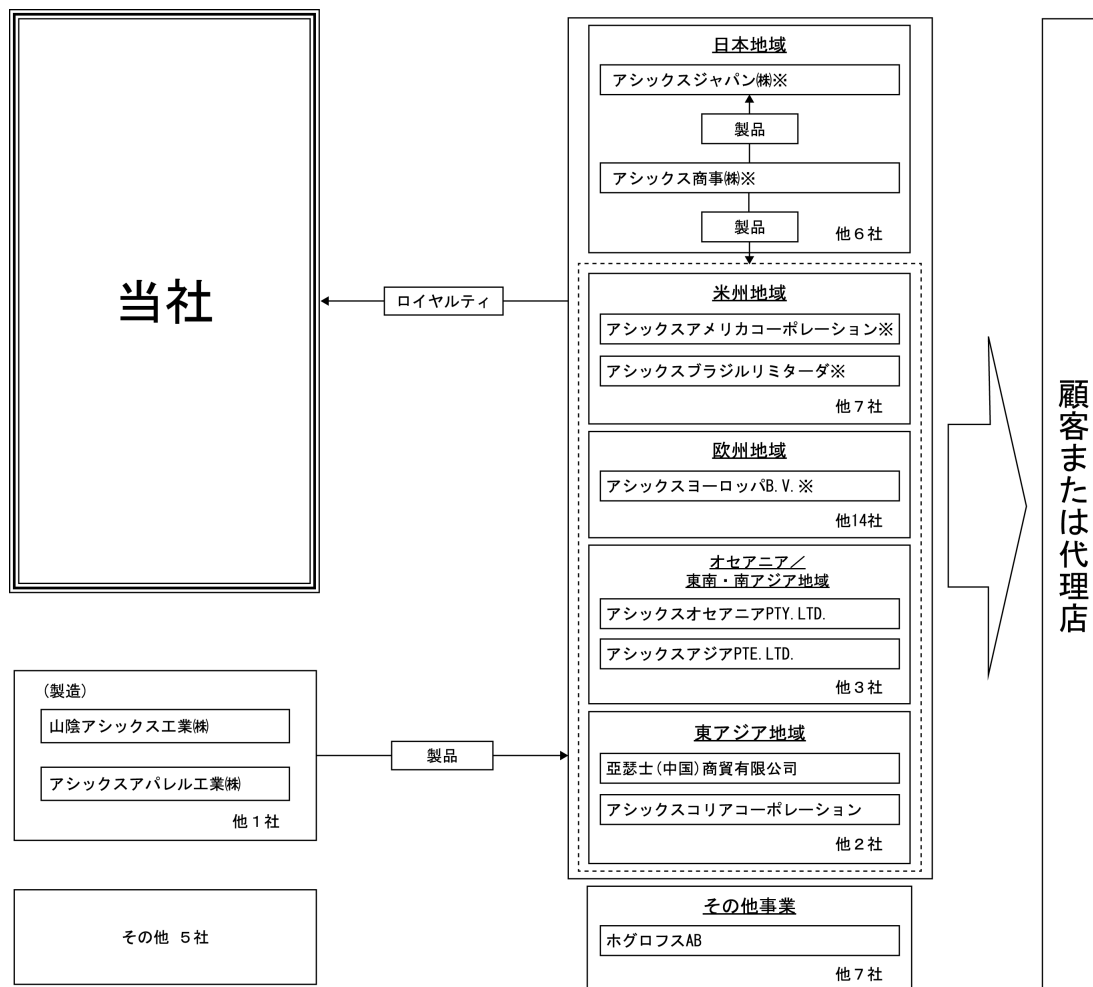 当社
ロイヤルティ
(製造)
山陰アシックス工業㈱
アシックスアパレル工業㈱
他1社
製品
その他 5社
日本地域
アシックスジャパン㈱※
製品
アシックス商事㈱※
製品
他6社
米州地域
アシックスアメリカコーポレーション※
アシックスブラジルリミターダ※
他7社
欧州地域
アシックスヨーロッパB.V.※
他14社
オセアニア／
東南・南アジア地域
アシックスオセアニアPTY.LTD.
アシックスアジアPTE.LTD.
他3社
東アジア地域
亞瑟士(中国)商貿有限公司
アシックスコリアコーポレーション
他2社
その他事業
ホグロフスAB
他7社
顧客または代理店